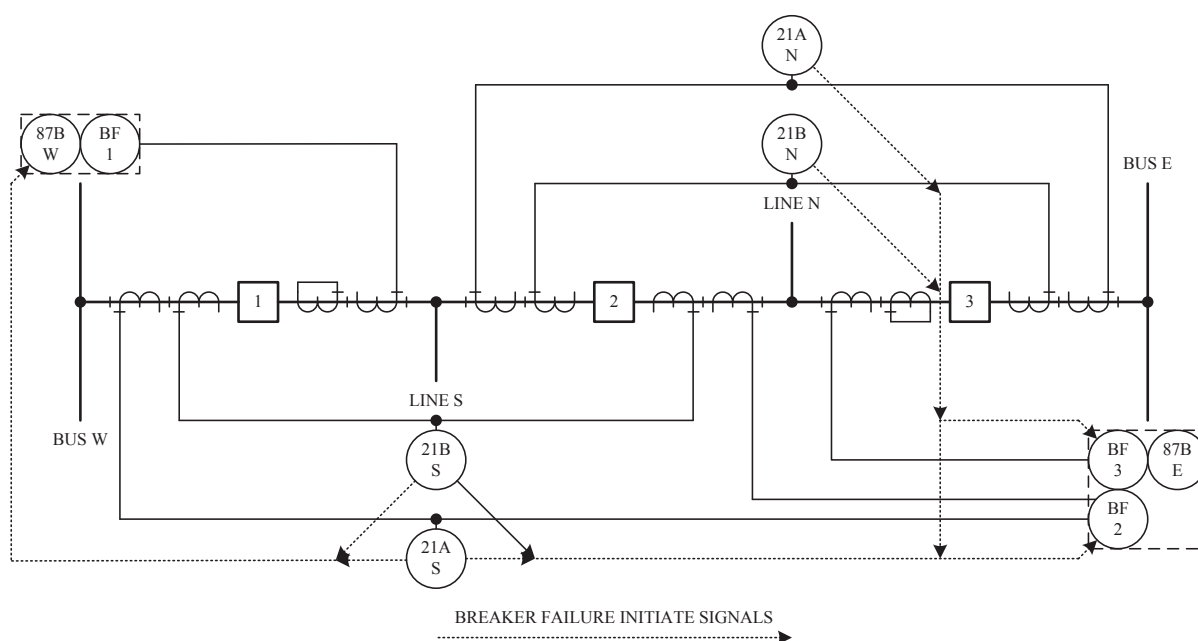 21A
N
87B
W
BF
1
21B
N
BUS E
LINE N
1
2
3
LINE S
BUS W
21B
S
BF
3
87B
E
BF
2
21A
S
BREAKER FAILURE INITIATE SIGNALS